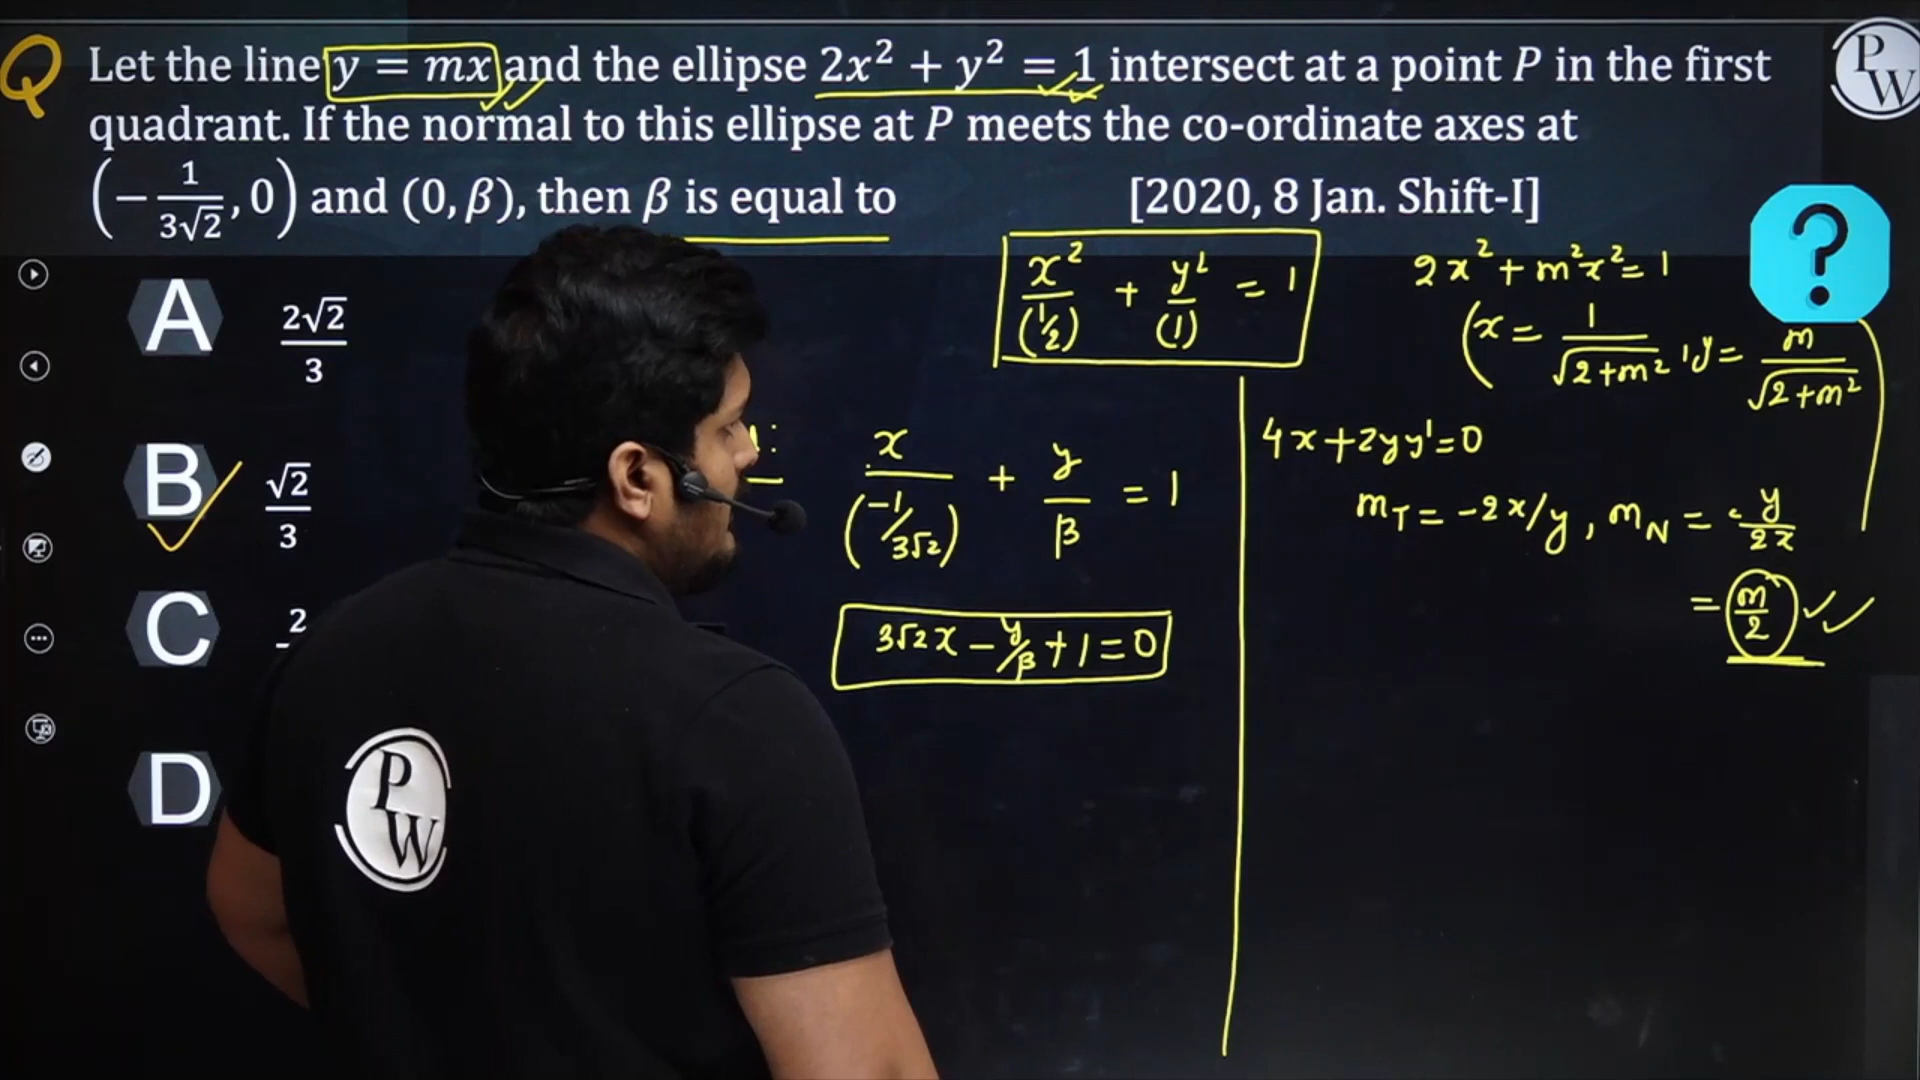 Q Let the line y = mx and the ellipse 2x² + y² = 1 intersect at a point P in the first
quadrant. If the normal to this ellipse at P meets the co-ordinate axes at
(-1/3√2, 0) and (0, β), then β is equal to [2020, 8 Jan. Shift-I]
PW
?
A 2√2/3
B √2/3
C 2
D
x²/(1/2) + y²/(1) = 1
x/(-1/3√2) + y/β = 1
3√2x - y/β + 1 = 0
2x² + m²x² = 1
(x = 1/√2+m², y = m/√2+m²)
4x + 2yy' = 0
m_T = -2x/y, m_N = y/2x
= m/2
PW